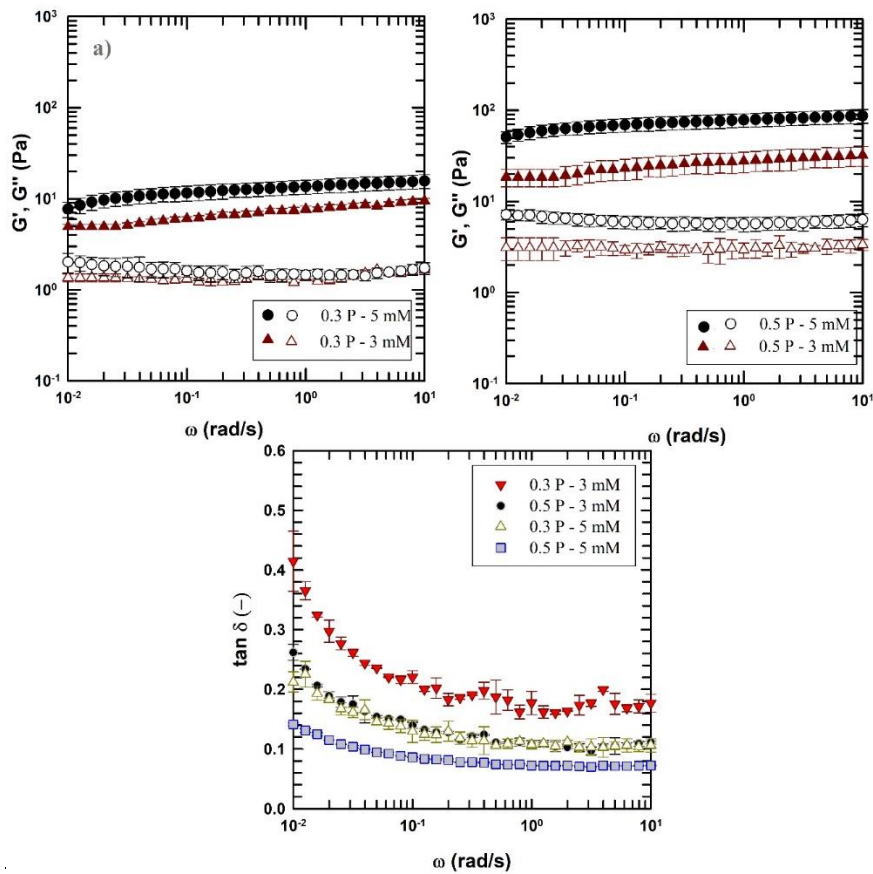 a)
G', G'' (Pa)
10³
10²
10¹
10⁰
10⁻¹
10⁻² 10⁻¹ 10⁰ 10¹
ω (rad/s)
0.3 P - 5 mM
0.3 P - 3 mM
G', G'' (Pa)
10³
10²
10¹
10⁰
10⁻¹
10⁻² 10⁻¹ 10⁰ 10¹
ω (rad/s)
0.5 P - 5 mM
0.5 P - 3 mM
tan δ (−)
0.6
0.5
0.4
0.3
0.2
0.1
0.0
10⁻² 10⁻¹ 10⁰ 10¹
ω (rad/s)
0.3 P - 3 mM
0.5 P - 3 mM
0.3 P - 5 mM
0.5 P - 5 mM